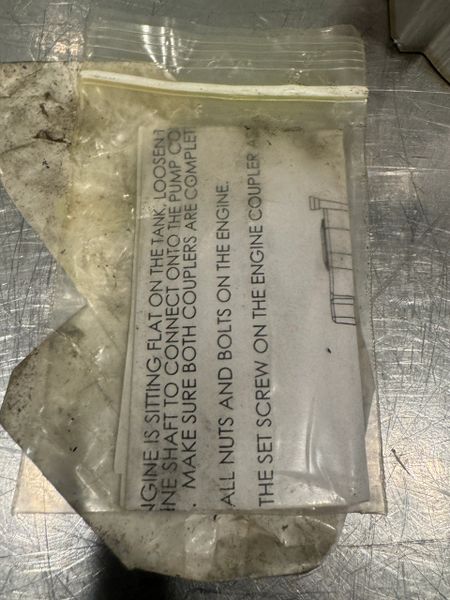 NGINE IS SITTING FLAT ON THE TANK, LOOSEN
INE SHAFT TO CONNECT ONTO THE PUMP CO
. MAKE SURE BOTH COUPLERS ARE COMPLET
ALL NUTS AND BOLTS ON THE ENGINE.
THE SET SCREW ON THE ENGINE COUPLER A